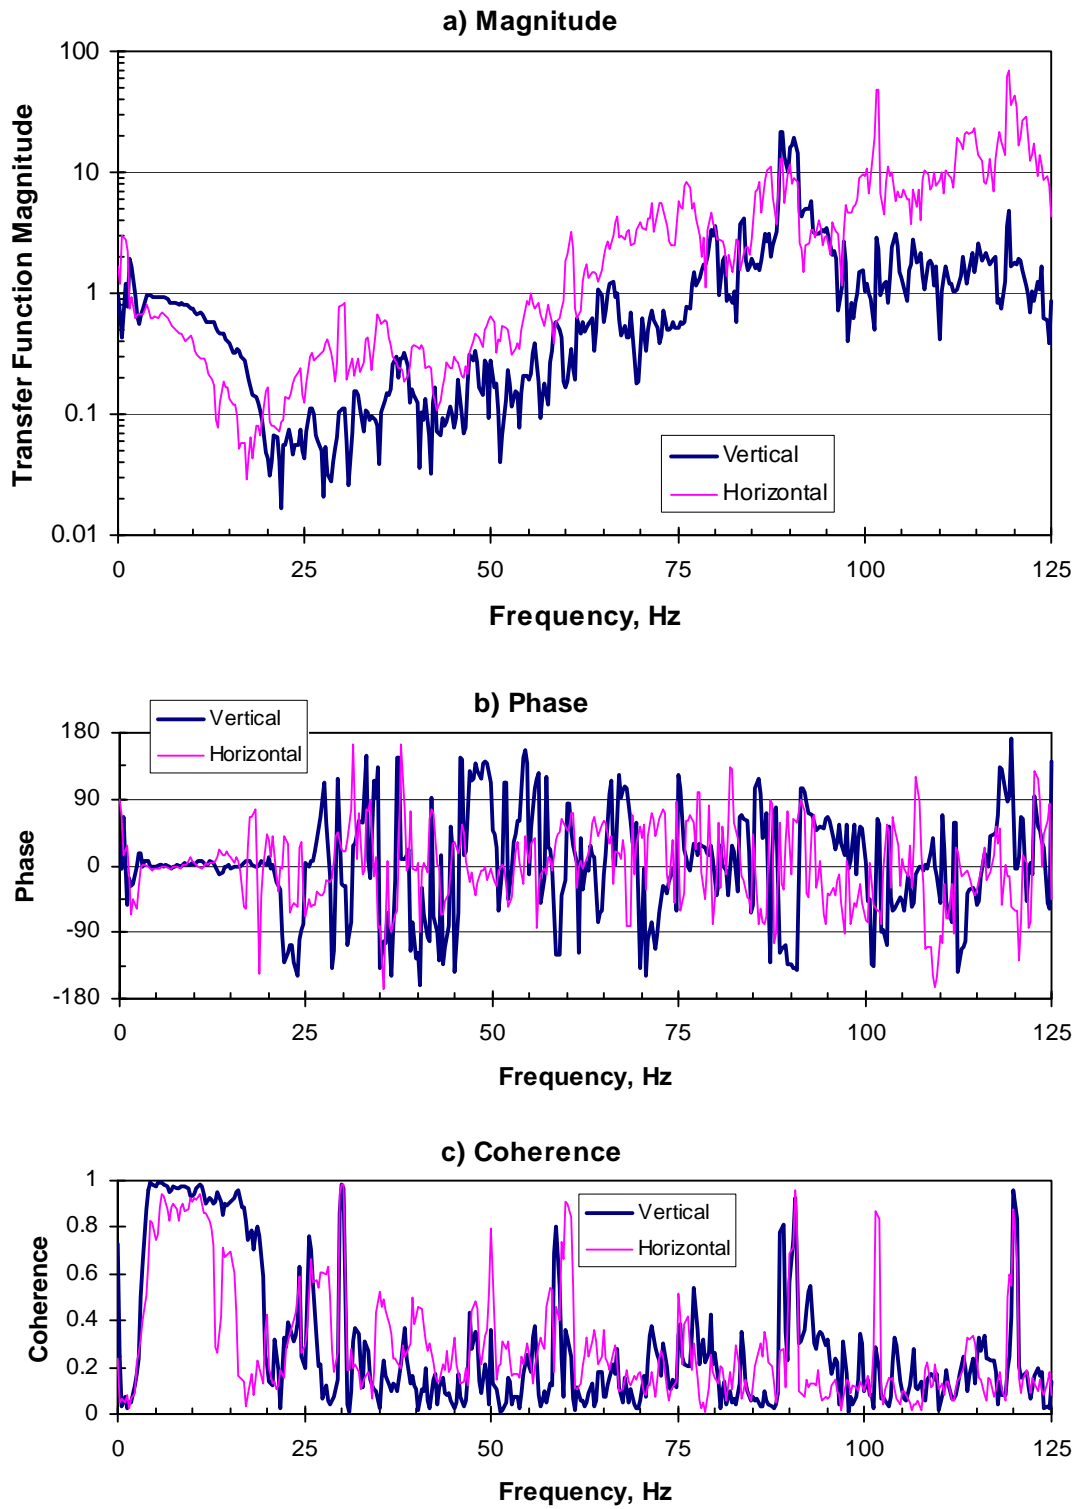 a) Magnitude
100
10
1
0.1
0.01
Transfer Function Magnitude
Vertical
Horizontal
0 25 50 75 100 125
Frequency, Hz
b) Phase
Vertical
Horizontal
180
90
0
-90
-180
Phase
0 25 50 75 100 125
Frequency, Hz
c) Coherence
1
0.8
0.6
0.4
0.2
0
Coherence
Vertical
Horizontal
0 25 50 75 100 125
Frequency, Hz